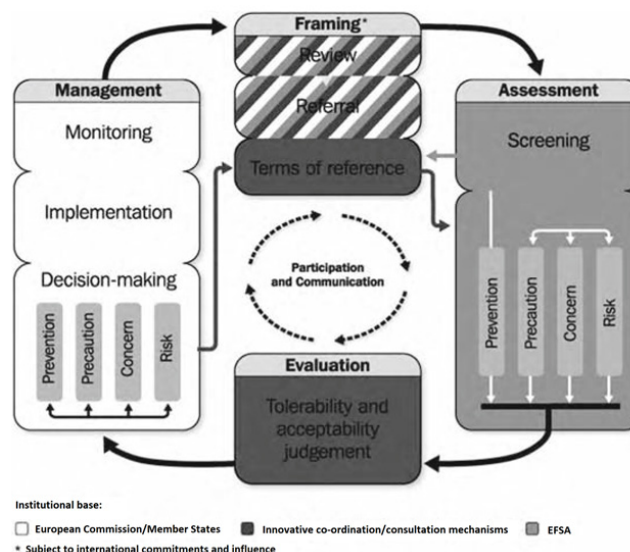 Framing*
Review
Referral
Terms of reference
Management
Monitoring
Implementation
Decision-making
Prevention
Precaution
Concern
Risk
Assessment
Screening
Prevention
Precaution
Concern
Risk
Participation
and Communication
Evaluation
Tolerability and
acceptability
judgement
Institutional base:
European Commission/Member States
Innovative co-ordination/consultation mechanisms
EFSA
* Subject to international commitments and influence